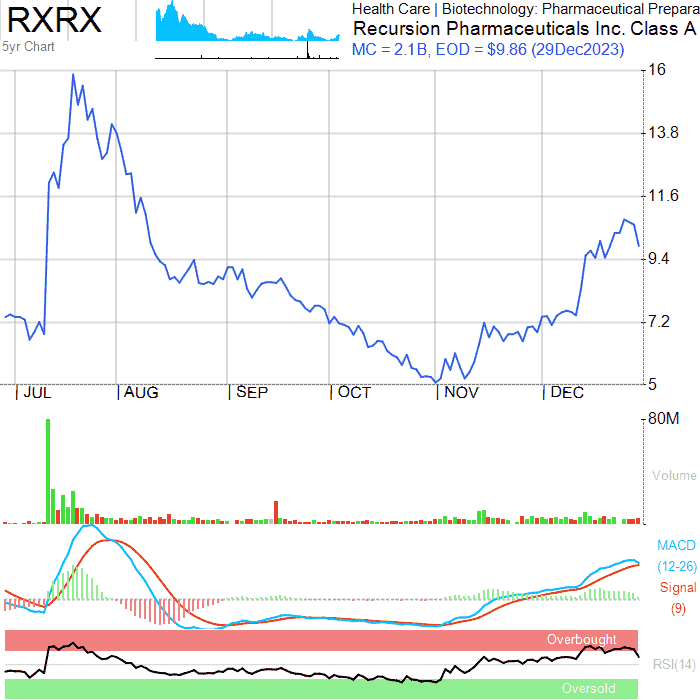 RXRX
5yr Chart
Health Care | Biotechnology: Pharmaceutical Prepara
Recursion Pharmaceuticals Inc. Class A
MC = 2.1B, EOD = $9.86 (29Dec2023)
16
13.8
11.6
9.4
7.2
5
JUL AUG SEP OCT NOV DEC
80M
Volume
MACD
(12-26)
Signal
(9)
Overbought
RSI(14)
Oversold